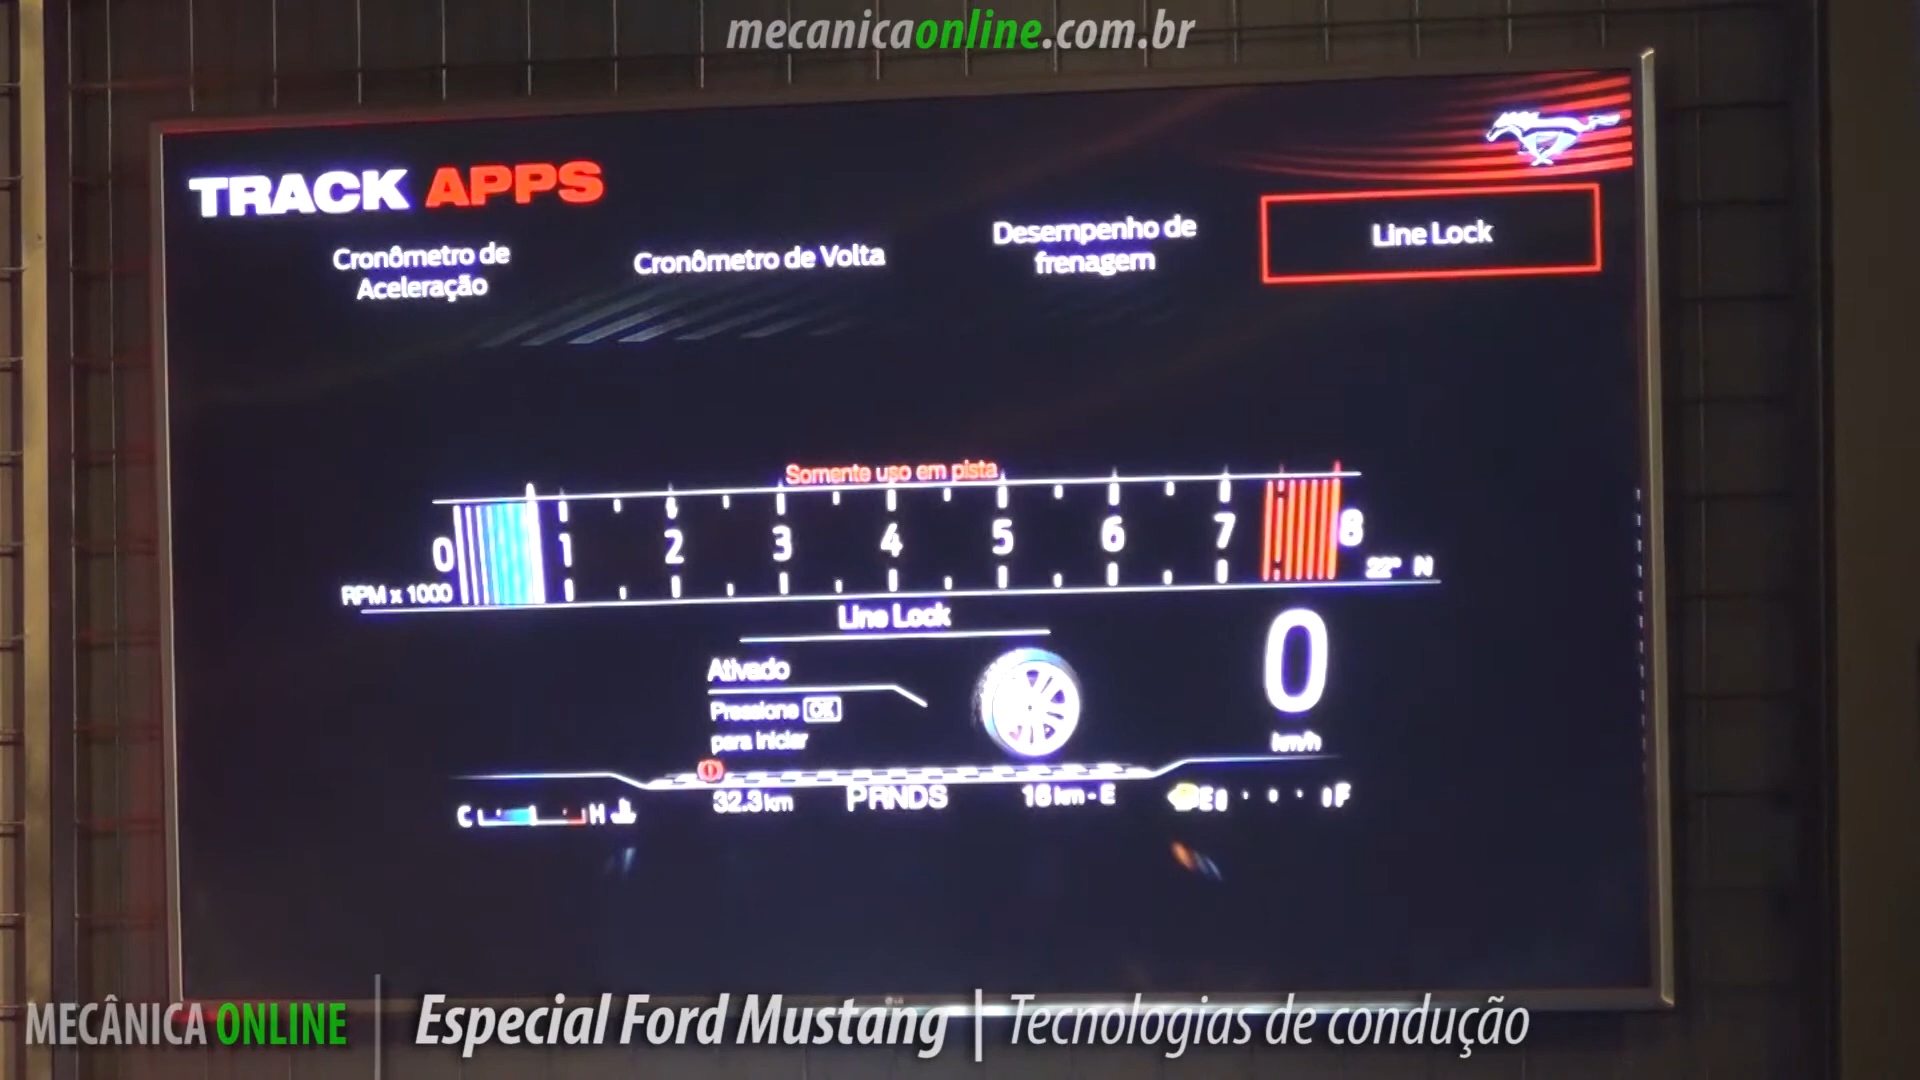 mecanicaonline.com.br
TRACK APPS
Cronômetro de
Aceleração
Cronômetro de Volta
Desempenho de
frenagem
Line Lock
Somente uso em pista
0 1 2 3 4 5 6 7 8
RPM x 1000
22° N
Line Lock
Ativado
Pressione OK
para iniciar
0
km/h
C H
32.3 km
PRNDS
16 km - E
E F
MECÂNICA ONLINE
Especial Ford Mustang | Tecnologias de condução